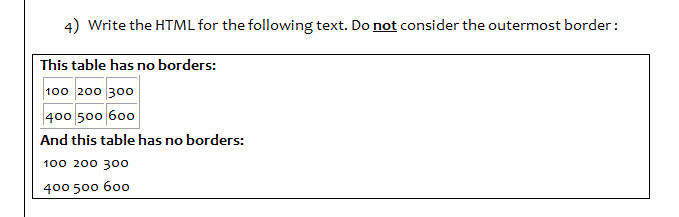 4) Write the HTML for the following text. Do not consider the outermost border :
This table has no borders:
100 200 300
400 500 600
And this table has no borders:
100 200 300
400 500 600